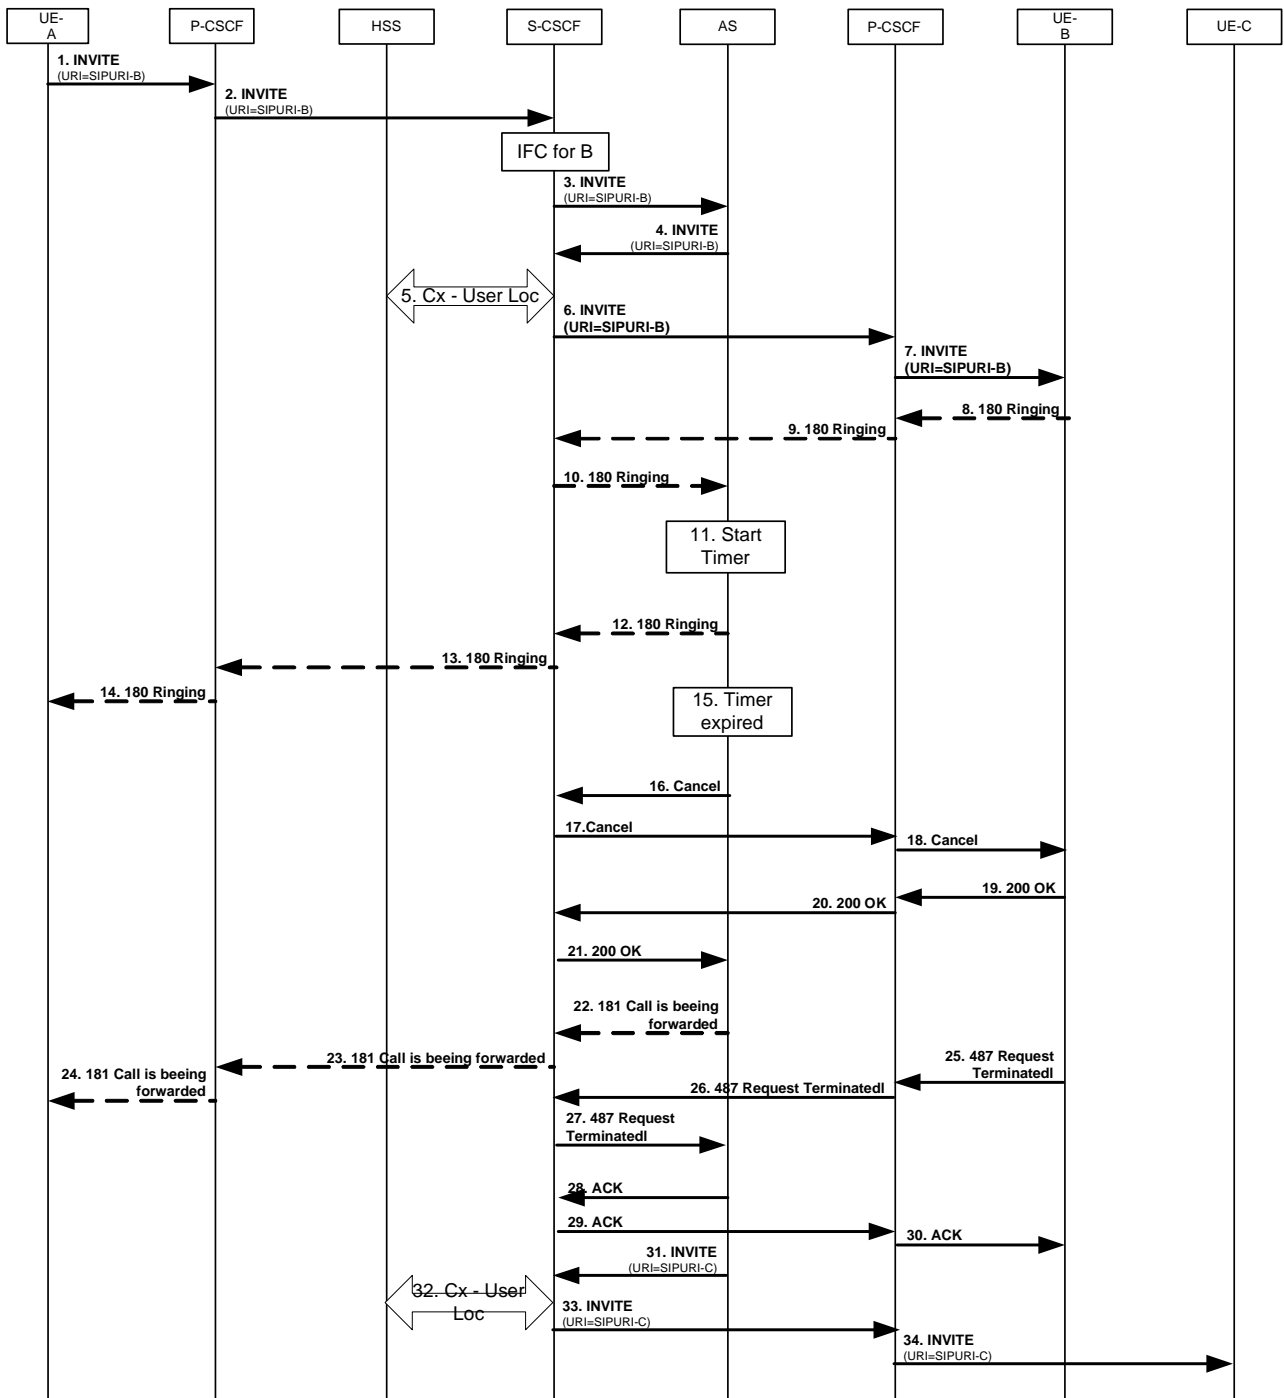 UE-
A
P-CSCF
HSS
S-CSCF
AS
P-CSCF
UE-
B
UE-C
1. INVITE
(URI=SIPURI-B)
2. INVITE
(URI=SIPURI-B)
IFC for B
3. INVITE
(URI=SIPURI-B)
4. INVITE
(URI=SIPURI-B)
5. Cx - User Loc
6. INVITE
(URI=SIPURI-B)
7. INVITE
(URI=SIPURI-B)
8. 180 Ringing
9. 180 Ringing
10. 180 Ringing
11. Start
Timer
12. 180 Ringing
13. 180 Ringing
14. 180 Ringing
15. Timer
expired
16. Cancel
17.Cancel
18. Cancel
19. 200 OK
20. 200 OK
21. 200 OK
22. 181 Call is beeing
forwarded
23. 181 Call is beeing forwarded
24. 181 Call is beeing
forwarded
25. 487 Request
Terminatedl
26. 487 Request Terminatedl
27. 487 Request
Terminatedl
28. ACK
29. ACK
30. ACK
31. INVITE
(URI=SIPURI-C)
32. Cx - User
Loc
33. INVITE
(URI=SIPURI-C)
34. INVITE
(URI=SIPURI-C)